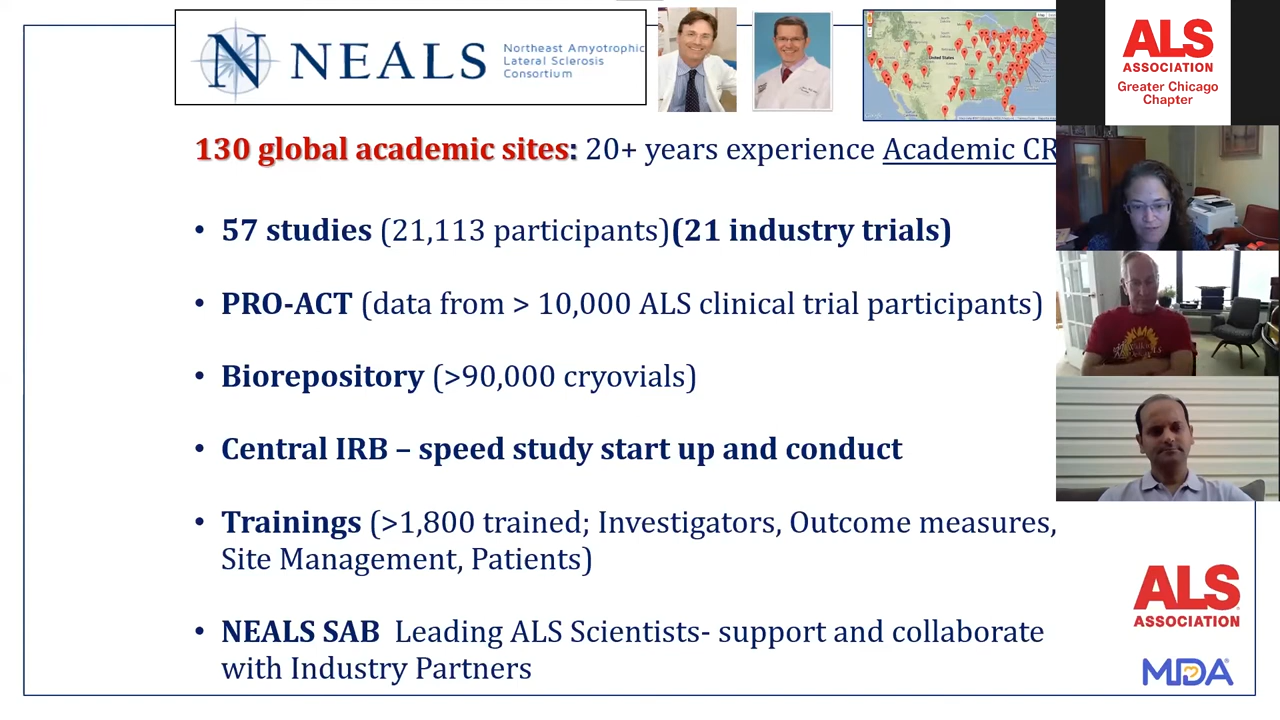 NEALS
Northeast Amyotrophic
Lateral Sclerosis
Consortium
United States
ALS
ASSOCIATION
Greater Chicago
Chapter
130 global academic sites: 20+ years experience Academic CR
• 57 studies (21,113 participants)(21 industry trials)
• PRO-ACT (data from > 10,000 ALS clinical trial participants)
• Biorepository (>90,000 cryovials)
• Central IRB – speed study start up and conduct
• Trainings (>1,800 trained; Investigators, Outcome measures,
Site Management, Patients)
• NEALS SAB Leading ALS Scientists- support and collaborate
with Industry Partners
ALS
ASSOCIATION
MDA